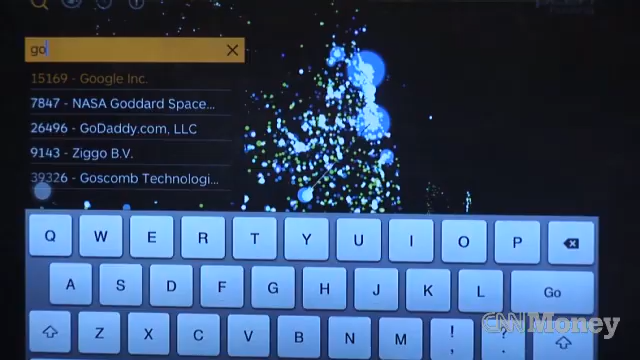 go
15169 - Google Inc.
7847 - NASA Goddard Space...
26496 - GoDaddy.com, LLC
9143 - Ziggo B.V.
39326 - Goscomb Technologi...
Q W E R T Y U I O P
A S D F G H J K L Go
Z X C V B N M ! , ? .
CNNMoney